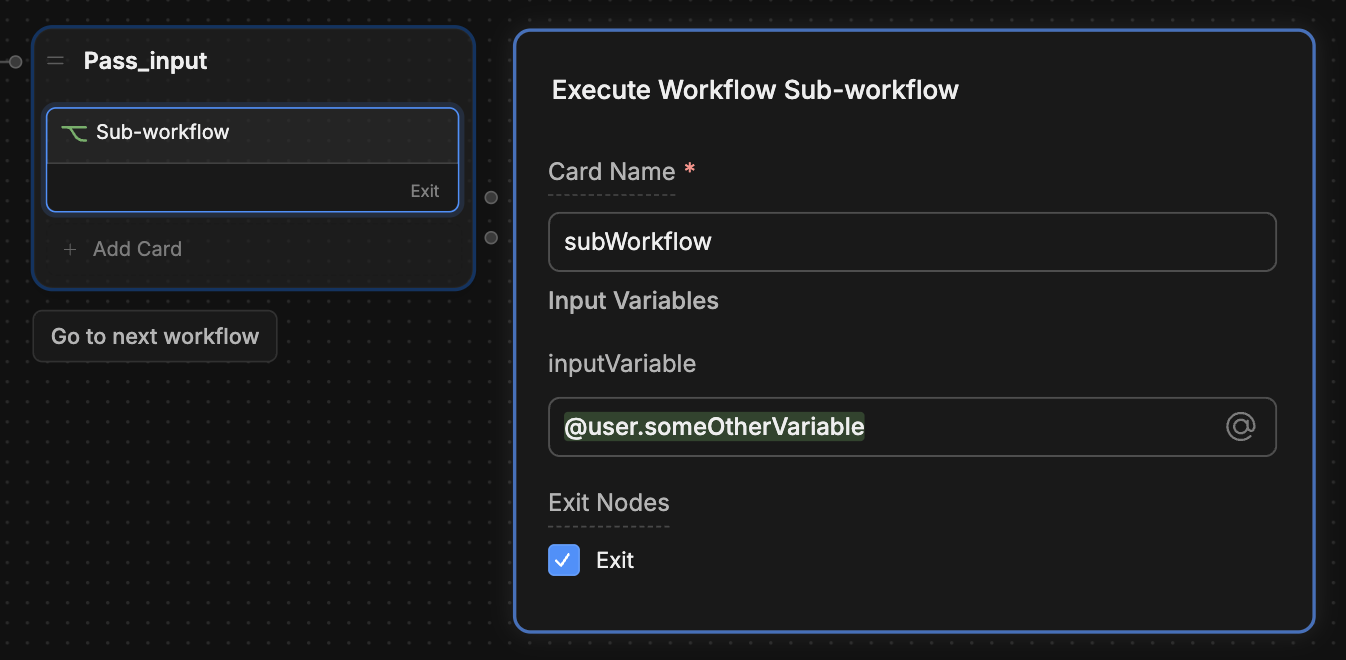 Pass_input
Sub-workflow
Exit
+ Add Card
Go to next workflow
Execute Workflow Sub-workflow
Card Name *
subWorkflow
Input Variables
inputVariable
@user.someOtherVariable @
Exit Nodes
Exit